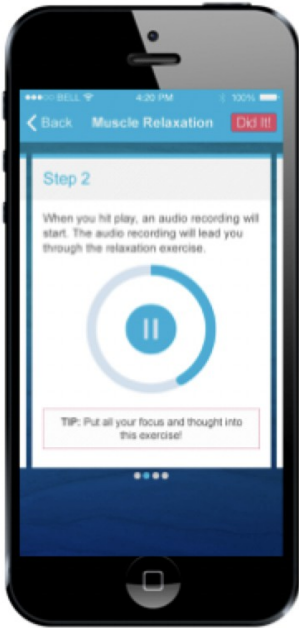 BELL 4:20 PM 100%
Back Muscle Relaxation Did It!
Step 2
When you hit play, an audio recording will
start. The audio recording will lead you
through the relaxation exercise.
TIP: Put all your focus and thought into
this exercise!